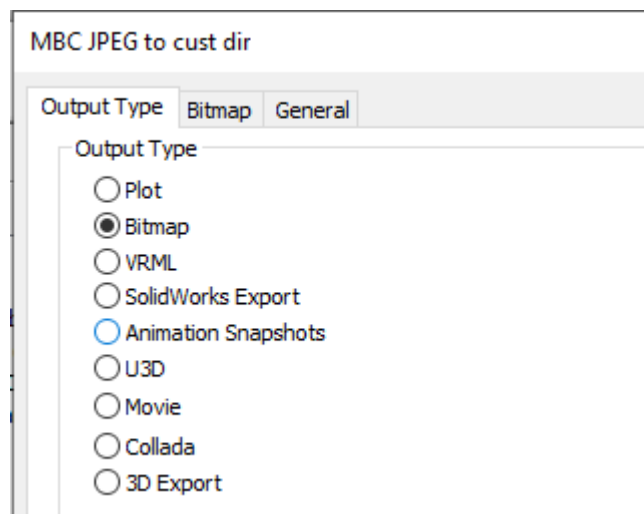 MBC JPEG to cust dir
Output Type Bitmap General
Output Type
Plot
Bitmap
VRML
SolidWorks Export
Animation Snapshots
U3D
Movie
Collada
3D Export